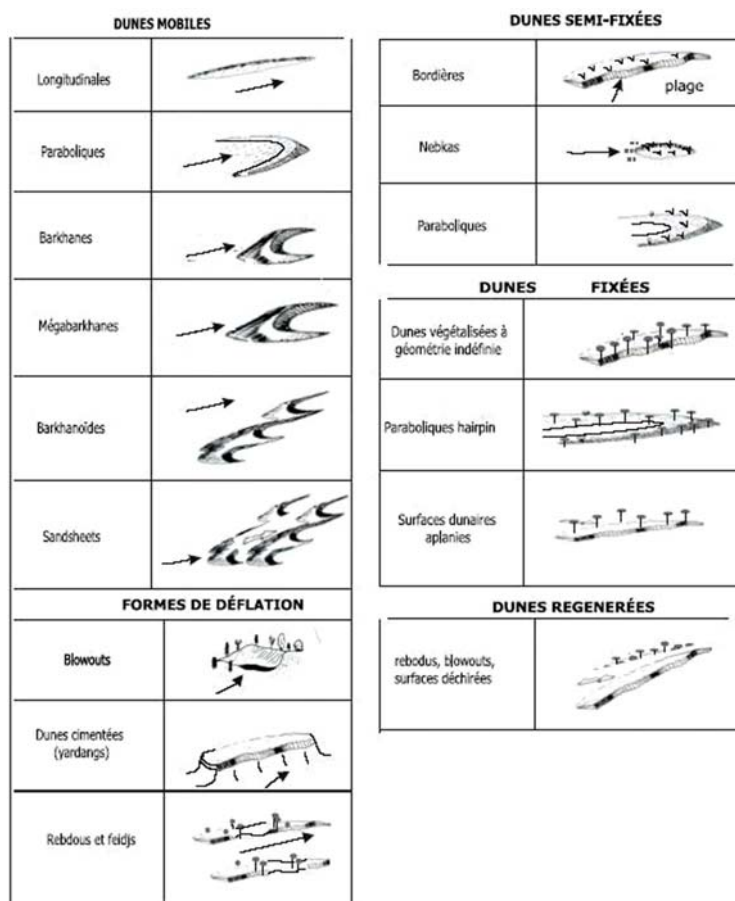 DUNES MOBILES
Longitudinales
Paraboliques
Barkhanes
Mégabarkhanes
Barkhanoïdes
Sandsheets
FORMES DE DÉFLATION
Blowouts
Dunes cimentées
(yardangs)
Rebdous et feidjs
DUNES SEMI-FIXÉES
Bordières
plage
Nebkas
Paraboliques
DUNES FIXÉES
Dunes végétalisées à
géométrie indéfinie
Paraboliques hairpin
Surfaces dunaires
aplanies
DUNES REGENERÉES
rebodus, blowouts,
surfaces déchirées